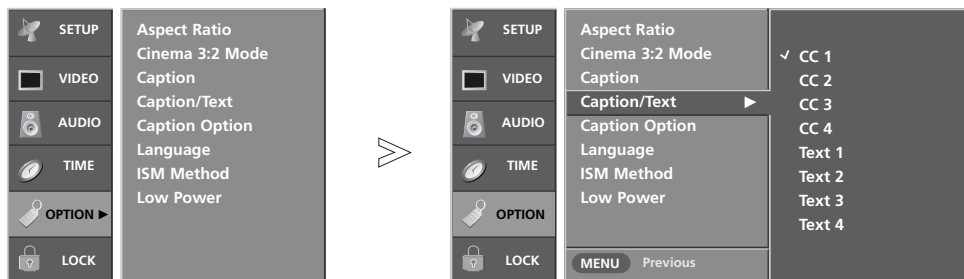 SETUP
VIDEO
AUDIO
TIME
OPTION ►
LOCK
Aspect Ratio
Cinema 3:2 Mode
Caption
Caption/Text
Caption Option
Language
ISM Method
Low Power
SETUP
VIDEO
AUDIO
TIME
OPTION
LOCK
Aspect Ratio
Cinema 3:2 Mode
Caption
Caption/Text ►
Caption Option
Language
ISM Method
Low Power
MENU Previous
✓ CC 1
CC 2
CC 3
CC 4
Text 1
Text 2
Text 3
Text 4